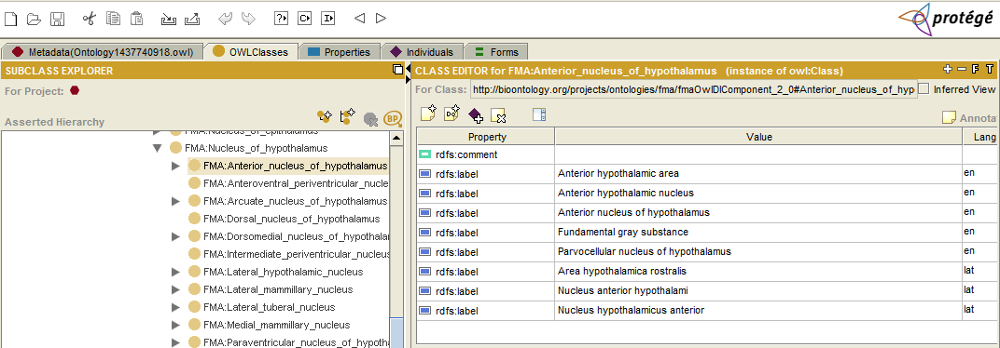 protégé
Metadata(Ontology1437740918.owl) OWLClasses Properties Individuals Forms
SUBCLASS EXPLORER
For Project:
Asserted Hierarchy
FMA:Nucleus_of_epithalamus
FMA:Nucleus_of_hypothalamus
FMA:Anterior_nucleus_of_hypothalamus
FMA:Anteroventral_periventricular_nucle
FMA:Arcuate_nucleus_of_hypothalamus
FMA:Dorsal_nucleus_of_hypothalamus
FMA:Dorsomedial_nucleus_of_hypothala
FMA:Intermediate_periventricular_nucleus
FMA:Lateral_hypothalamic_nucleus
FMA:Lateral_mammillary_nucleus
FMA:Lateral_tuberal_nucleus
FMA:Medial_mammillary_nucleus
FMA:Paraventricular_nucleus_of_hypotha
CLASS EDITOR for FMA:Anterior_nucleus_of_hypothalamus (instance of owl:Class) F T
For Class: http://bioontology.org/projects/ontologies/fma/fmaOwlDlComponent_2_0#Anterior_nucleus_of_hyp Inferred View
Annotat
Property Value Lang
rdfs:comment
rdfs:label Anterior hypothalamic area en
rdfs:label Anterior hypothalamic nucleus en
rdfs:label Anterior nucleus of hypothalamus en
rdfs:label Fundamental gray substance en
rdfs:label Parvocellular nucleus of hypothalamus en
rdfs:label Area hypothalamica rostralis lat
rdfs:label Nucleus anterior hypothalami lat
rdfs:label Nucleus hypothalamicus anterior lat